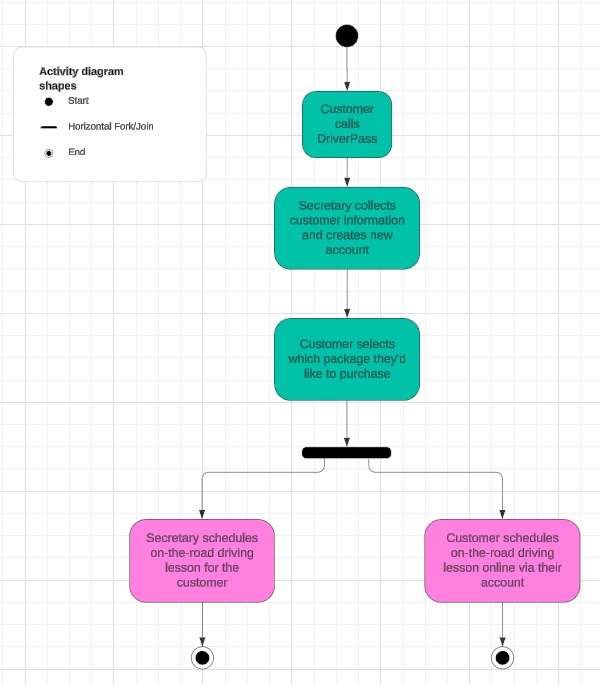 Activity diagram
shapes
Start
Horizontal Fork/Join
End
Customer
calls
DriverPass
Secretary collects
customer information
and creates new
account
Customer selects
which package they'd
like to purchase
Secretary schedules
on-the-road driving
lesson for the
customer
Customer schedules
on-the-road driving
lesson online via their
account